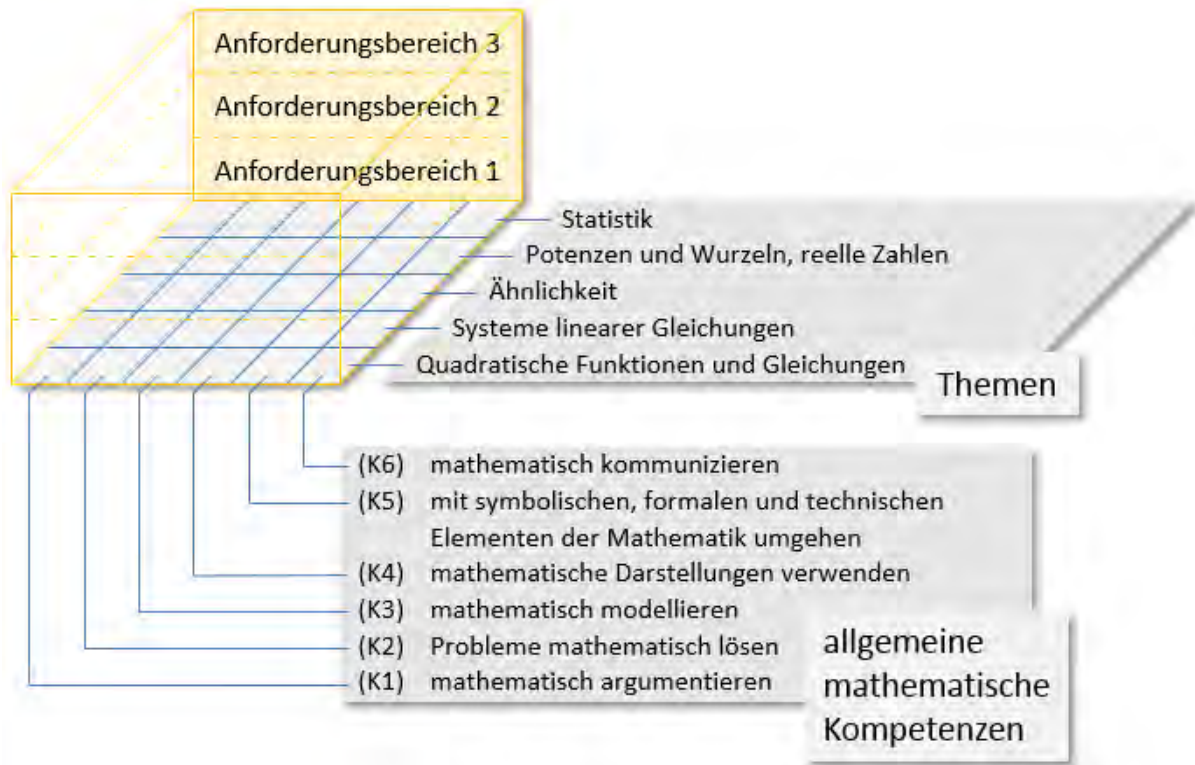 Anforderungsbereich 3
Anforderungsbereich 2
Anforderungsbereich 1
Statistik
Potenzen und Wurzeln, reelle Zahlen
Ähnlichkeit
Systeme linearer Gleichungen
Quadratische Funktionen und Gleichungen
Themen
(K6) mathematisch kommunizieren
(K5) mit symbolischen, formalen und technischen
Elementen der Mathematik umgehen
(K4) mathematische Darstellungen verwenden
(K3) mathematisch modellieren
(K2) Probleme mathematisch lösen
(K1) mathematisch argumentieren
allgemeine
mathematische
Kompetenzen